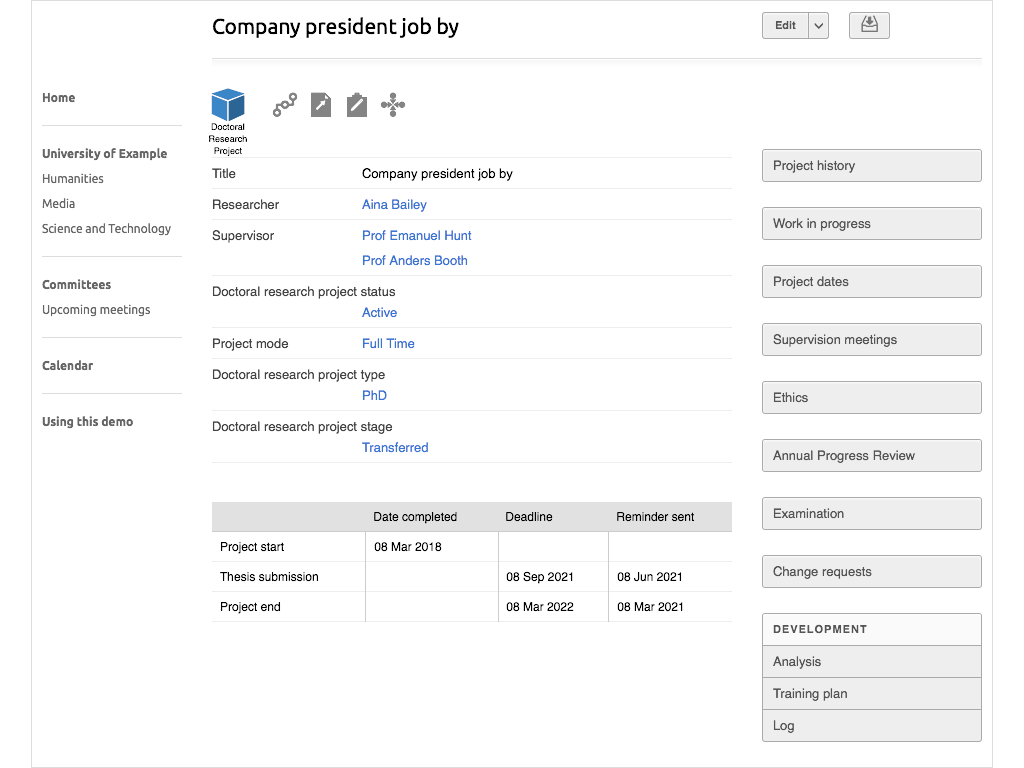 Company president job by
Edit
Home
University of Example
Humanities
Media
Science and Technology
Committees
Upcoming meetings
Calendar
Using this demo
Doctoral
Research
Project
Title Company president job by
Researcher Aina Bailey
Supervisor Prof Emanuel Hunt
Prof Anders Booth
Doctoral research project status
Active
Project mode Full Time
Doctoral research project type
PhD
Doctoral research project stage
Transferred
Date completed Deadline Reminder sent
Project start 08 Mar 2018
Thesis submission 08 Sep 2021 08 Jun 2021
Project end 08 Mar 2022 08 Mar 2021
Project history
Work in progress
Project dates
Supervision meetings
Ethics
Annual Progress Review
Examination
Change requests
DEVELOPMENT
Analysis
Training plan
Log